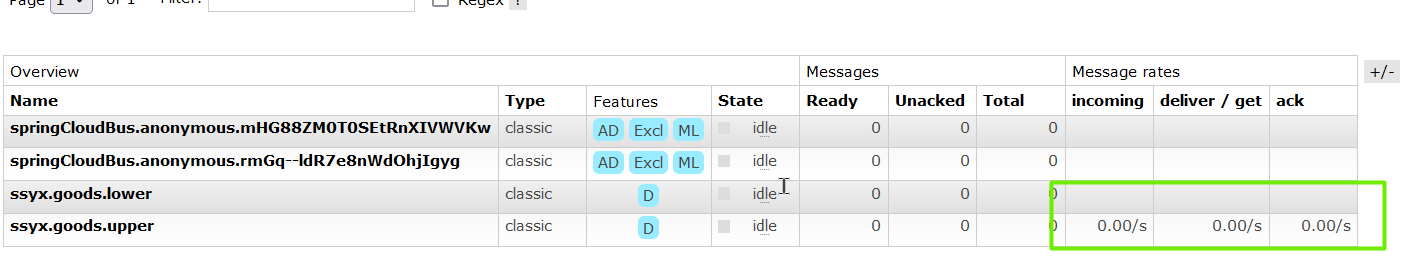 Page 1 of 1 Filter: Regex ?
Overview Messages Message rates +/-
Name Type Features State Ready Unacked Total incoming deliver / get ack
springCloudBus.anonymous.mHG88ZM0T0SEtRnXIVWVKw classic AD Excl ML idle 0 0 0
springCloudBus.anonymous.rmGq--ldR7e8nWdOhjIgyg classic AD Excl ML idle 0 0 0
ssyx.goods.lower classic D idle 0 0 0
ssyx.goods.upper classic D idle 0 0 0 0.00/s 0.00/s 0.00/s